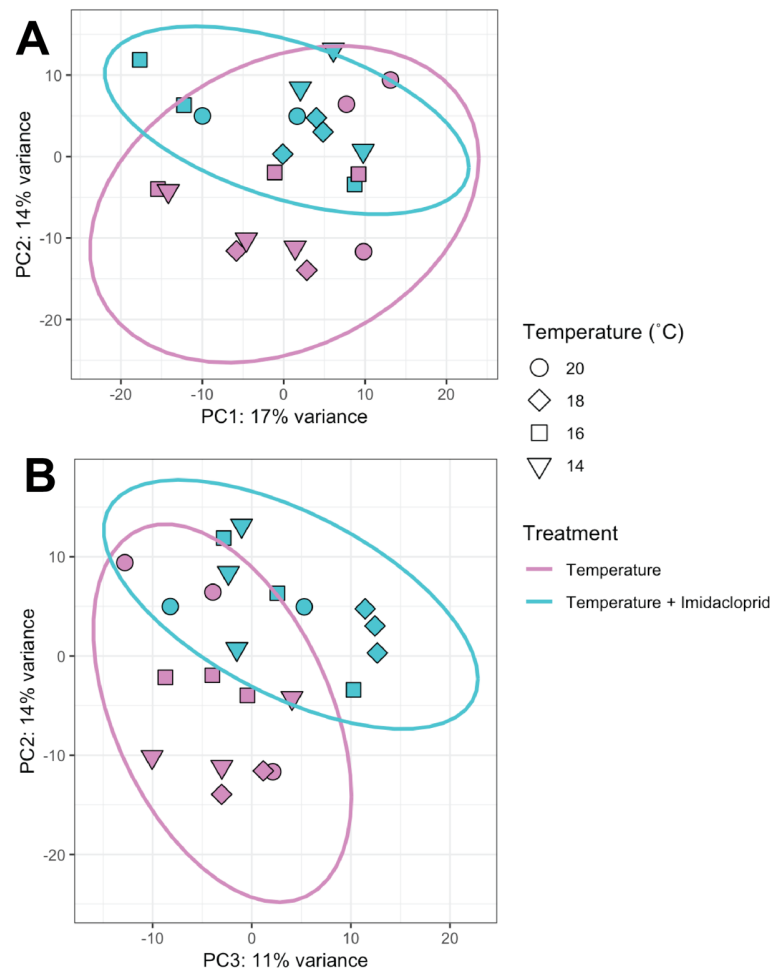 A
10
0
-10
-20
PC2: 14% variance
-20 -10 0 10 20
PC1: 17% variance
Temperature (˚C)
20
18
16
14
Treatment
Temperature
Temperature + Imidacloprid
B
10
0
-10
-20
PC2: 14% variance
-10 0 10 20
PC3: 11% variance